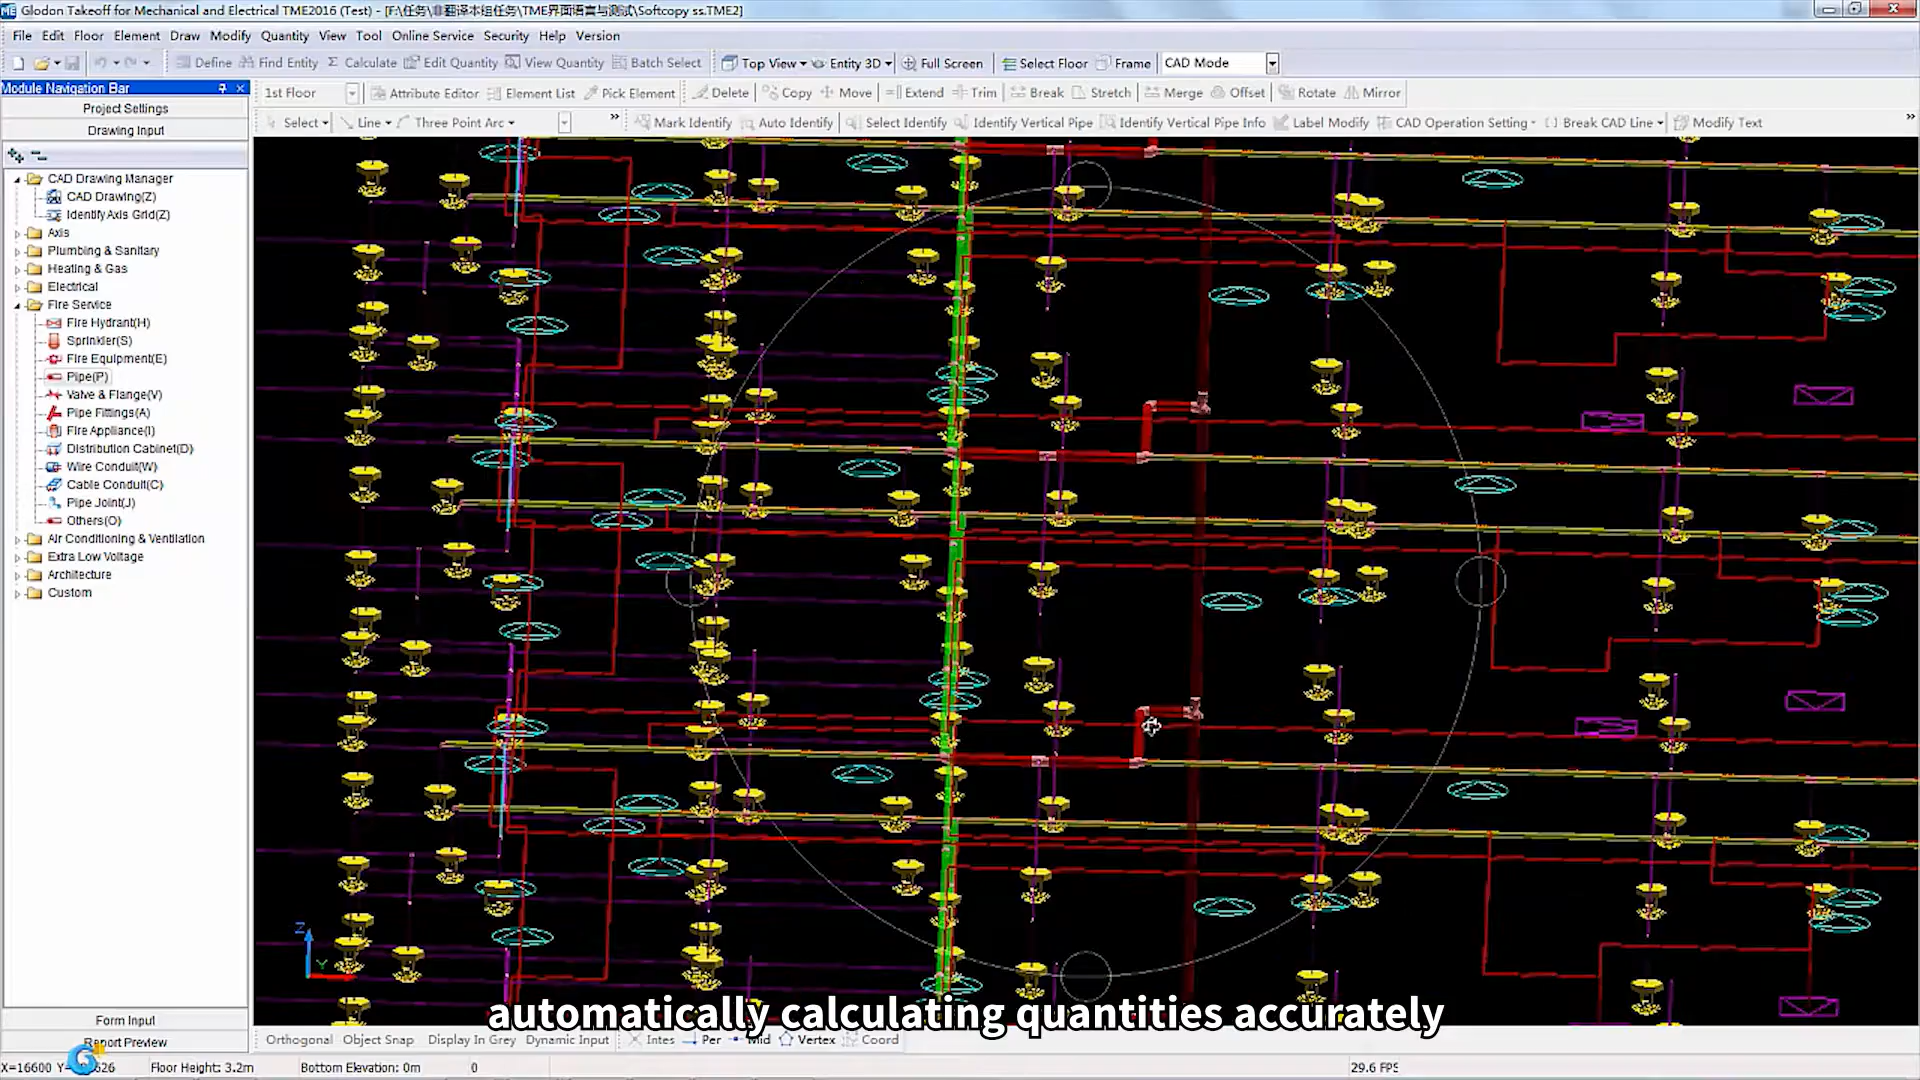 Glodon Takeoff for Mechanical and Electrical TME2016 (Test) - [F:\任务\非翻译本组任务\TME界面语言与测试\Softcopy ss.TME2]
File Edit Floor Element Draw Modify Quantity View Tool Online Service Security Help Version
Define Find Entity Σ Calculate Edit Quantity View Quantity Batch Select Top View Entity 3D Full Screen Select Floor Frame CAD Mode
Module Navigation Bar
1st Floor Attribute Editor Element List Pick Element Delete Copy Move Extend Trim Break Stretch Merge Offset Rotate Mirror
Project Settings
Select Line Three Point Arc » Mark Identify Auto Identify Select Identify Identify Vertical Pipe Identify Vertical Pipe Info Label Modify CAD Operation Setting Break CAD Line Modify Text »
Drawing Input
CAD Drawing Manager
CAD Drawing(Z)
Identify Axis Grid(Z)
Axis
Plumbing & Sanitary
Heating & Gas
Electrical
Fire Service
Fire Hydrant(H)
Sprinkler(S)
Fire Equipment(E)
Pipe(P)
Valve & Flange(V)
Pipe Fittings(A)
Fire Appliance(I)
Distribution Cabinet(D)
Wire Conduit(W)
Cable Conduit(C)
Pipe Joint(J)
Others(O)
Air Conditioning & Ventilation
Extra Low Voltage
Architecture
Custom
Z
Y
automatically calculating quantities accurately
Form Input
Report Preview
Orthogonal Object Snap Display In Grey Dynamic Input Intes Per Mid Vertex Coord
X=16600 Floor Height: 3.2m Bottom Elevation: 0m 0 29.6 FPS